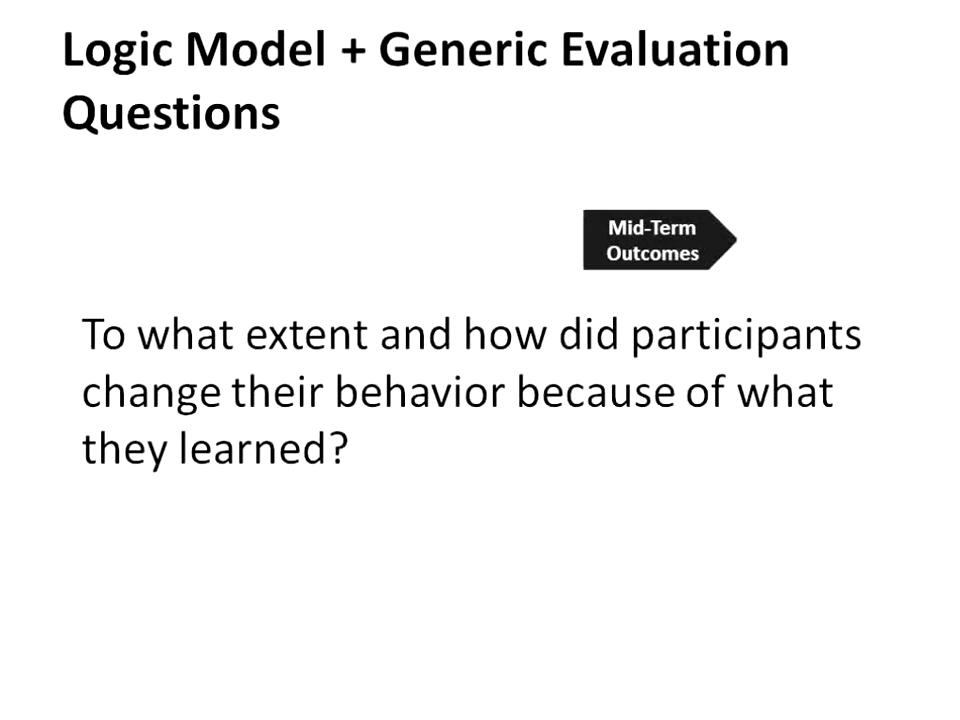 Logic Model + Generic Evaluation
Questions
Mid-Term
Outcomes
To what extent and how did participants
change their behavior because of what
they learned?